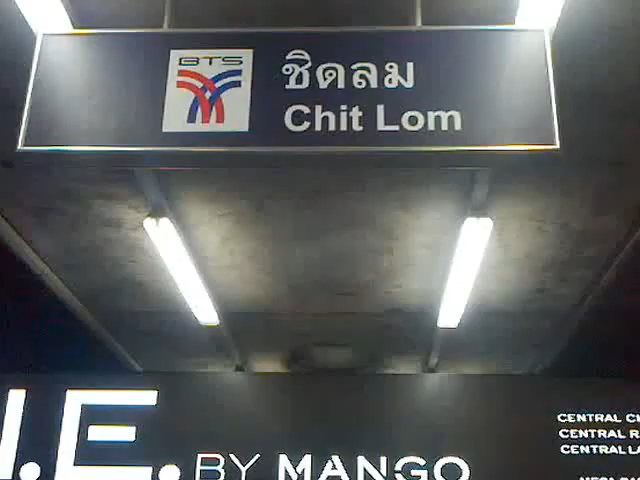 BTS
ชิดลม
Chit Lom
.E. BY MANGO
CENTRAL
CENTRAL
CENTRAL